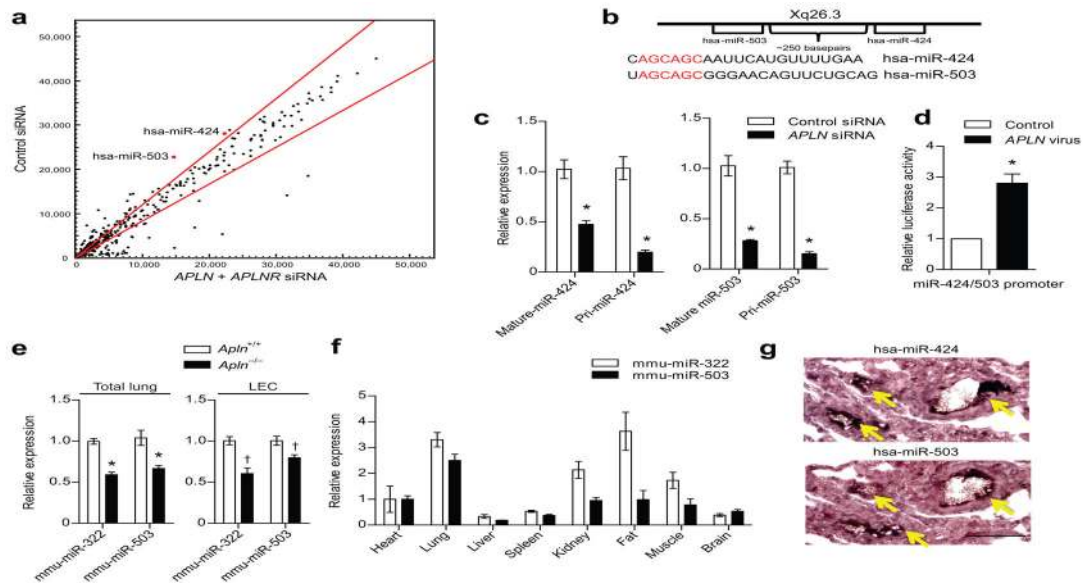 a
50,000
40,000
30,000
20,000
10,000
0
Control siRNA
hsa-miR-424
hsa-miR-503
0
10,000
20,000
30,000
40,000
50,000
APLN + APLNR siRNA
b
Xq26.3
hsa-miR-503
~250 basepairs
hsa-miR-424
CAGCAGCAAUUCAUGUUUUGAA hsa-miR-424
UAGCAGCGGGAACAGUUCUGCAG hsa-miR-503
c
Control siRNA
APLN siRNA
Relative expression
1.5
1.0
0.5
0
* *
Mature-miR-424
Pri-miR-424
1.5
1.0
0.5
0
* *
Mature miR-503
Pri-miR-503
d
Control
APLN virus
Relative luciferase activity
4
3
2
1
0
*
miR-424/503 promoter
e
Apln+/+
Apln−/−
Total lung
LEC
Relative expression
1.5
1.0
0.5
0
* *
mmu-miR-322
mmu-miR-503
1.5
1.0
0.5
0
† †
mmu-miR-322
mmu-miR-503
f
mmu-miR-322
mmu-miR-503
Relative expression
5
4
3
2
1
0
Heart
Lung
Liver
Spleen
Kidney
Fat
Muscle
Brain
g
hsa-miR-424
hsa-miR-503